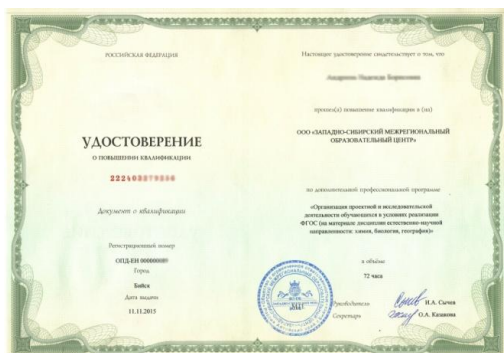 РОССИЙСКАЯ ФЕДЕРАЦИЯ
УДОСТОВЕРЕНИЕ
О ПОВЫШЕНИИ КВАЛИФИКАЦИИ
Документ о квалификации
Регистрационный номер
Город
Бийск
Дата выдачи
11.11.2015
Настоящее удостоверение свидетельствует о том, что
прошел(а) повышение квалификации в (на)
ООО «ЗАПАДНО-СИБИРСКИЙ МЕЖРЕГИОНАЛЬНЫЙ
ОБРАЗОВАТЕЛЬНЫЙ ЦЕНТР»
по дополнительной профессиональной программе
«Организация проектной и исследовательской
деятельности обучающихся в условиях реализации
ФГОС (на материале дисциплин естественно-научной
направленности: химия, биология, география)»
в объёме
72 часа
Руководитель
Н.А. Сычев
Секретарь
О.А. Казакова